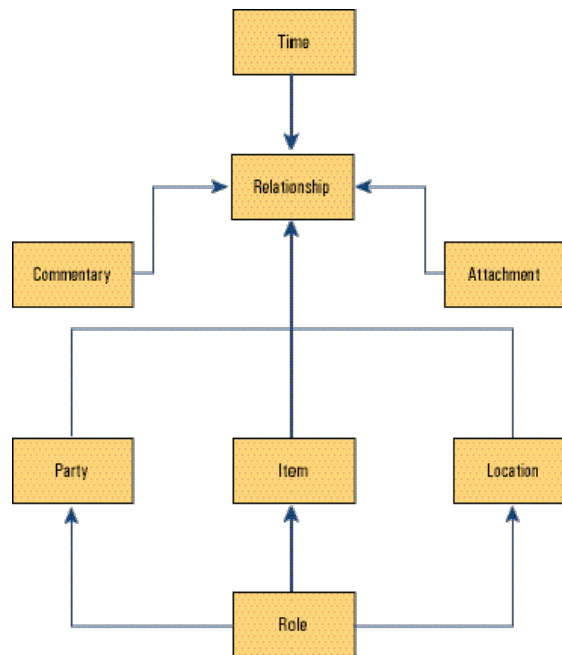 Time
Relationship
Commentary
Attachment
Party
Item
Location
Role